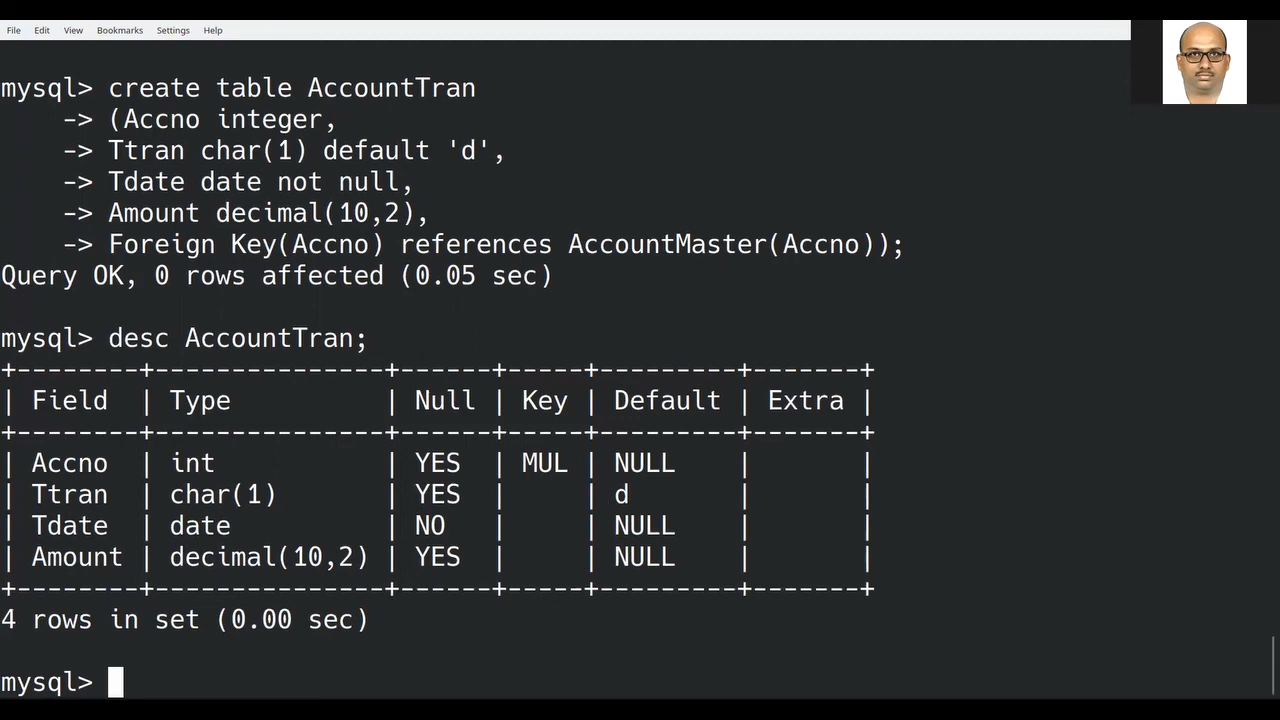 File Edit View Bookmarks Settings Help
mysql> create table AccountTran
    -> (Accno integer,
    -> Ttran char(1) default 'd',
    -> Tdate date not null,
    -> Amount decimal(10,2),
    -> Foreign Key(Accno) references AccountMaster(Accno));
Query OK, 0 rows affected (0.05 sec)
mysql> desc AccountTran;
+--------+---------------+------+-----+---------+-------+
| Field  | Type          | Null | Key | Default | Extra |
+--------+---------------+------+-----+---------+-------+
| Accno  | int           | YES  | MUL | NULL    |       |
| Ttran  | char(1)       | YES  |     | d       |       |
| Tdate  | date          | NO   |     | NULL    |       |
| Amount | decimal(10,2) | YES  |     | NULL    |       |
+--------+---------------+------+-----+---------+-------+
4 rows in set (0.00 sec)
mysql>